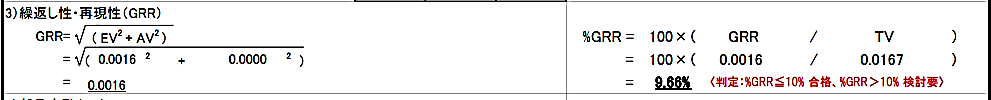 3)繰返し性・再現性(GRR)
GRR= √(EV²+AV²)
%GRR = 100×( GRR / TV )
= √( 0.0016 ² + 0.0000 ² )
= 100×( 0.0016 / 0.0167 )
= 0.0016
= 9.66% 〈判定:%GRR≦10% 合格、%GRR>10% 検討要〉